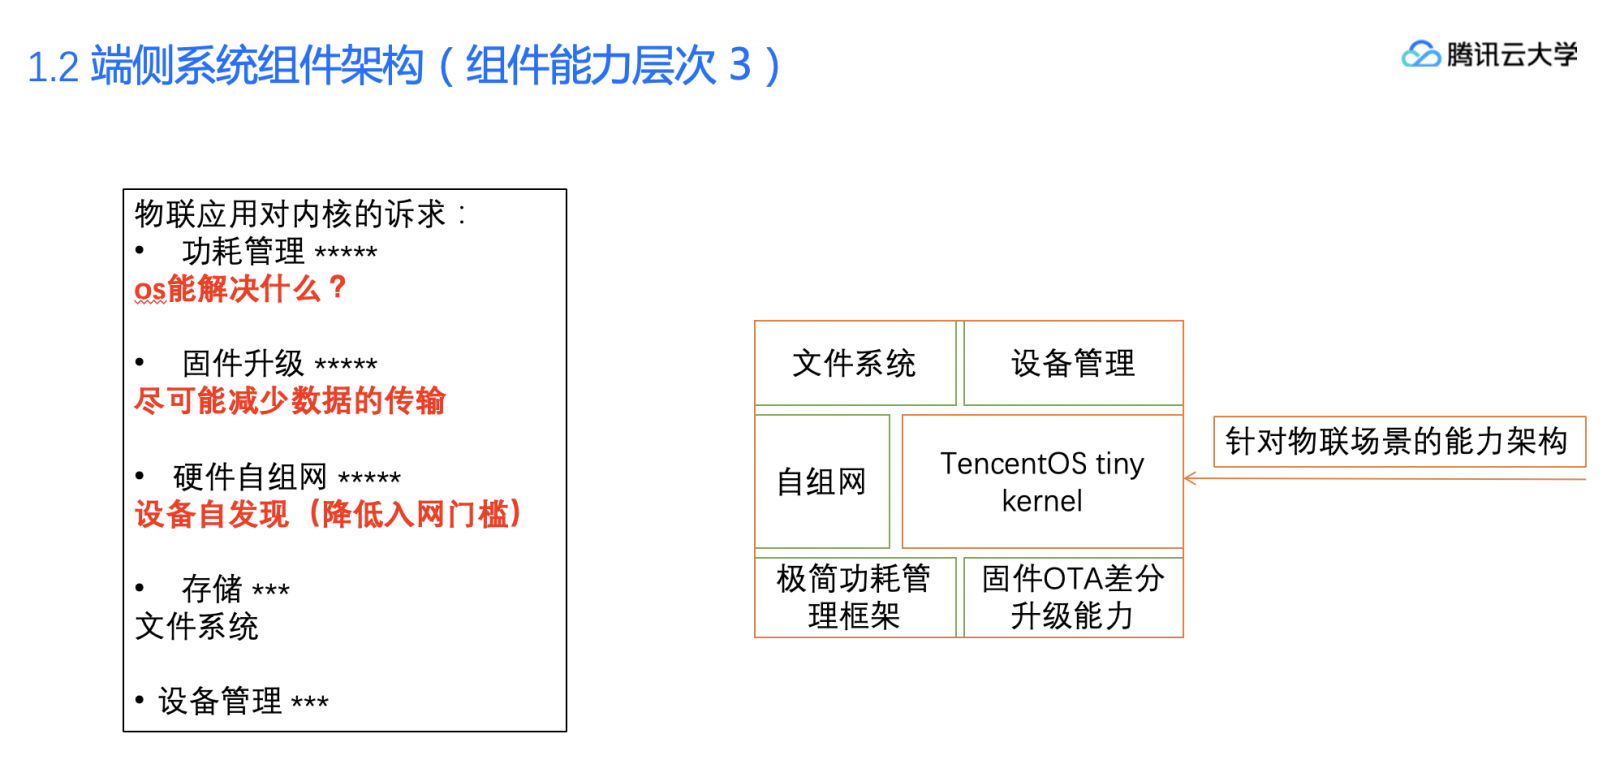 1.2 端侧系统组件架构（组件能力层次 3）
腾讯云大学
物联应用对内核的诉求：
• 功耗管理 *****
os能解决什么？
• 固件升级 *****
尽可能减少数据的传输
• 硬件自组网 *****
设备自发现（降低入网门槛）
• 存储 ***
文件系统
• 设备管理 ***
文件系统
设备管理
自组网
TencentOS tiny
kernel
极简功耗管
理框架
固件OTA差分
升级能力
针对物联场景的能力架构